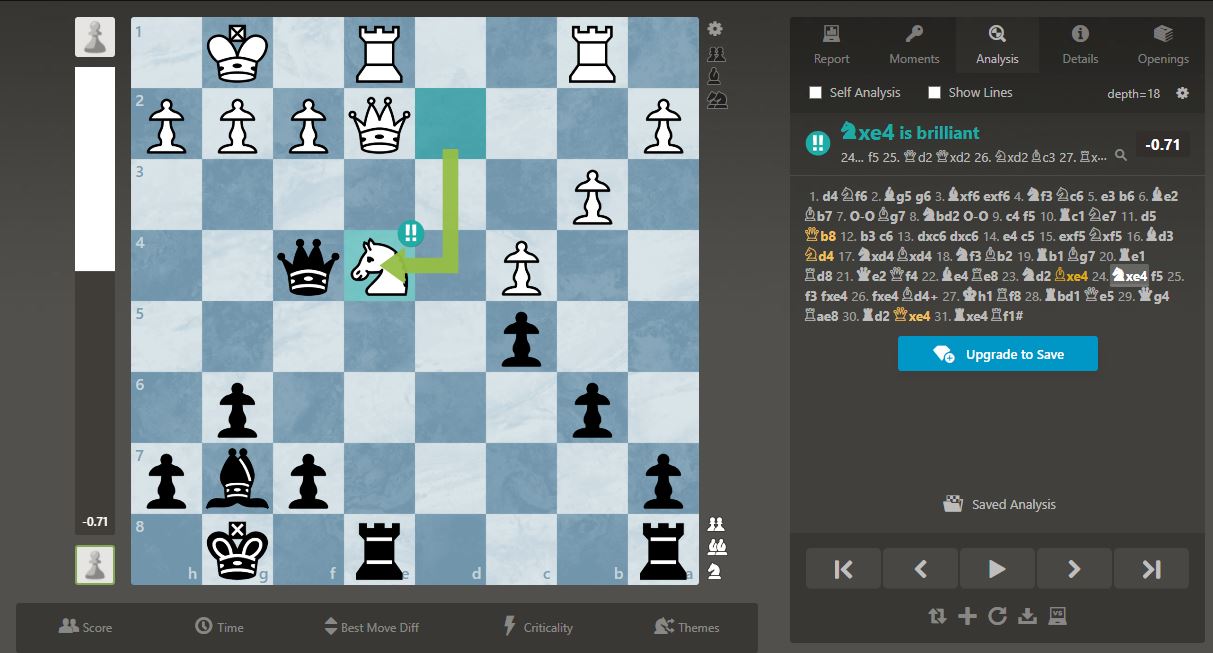 1
2
3
4
5
6
7
8
h
g
f
e
d
c
b
a
!!
-0.71
Score
Time
Best Move Diff
Criticality
Themes
Report
Moments
Analysis
Details
Openings
Self Analysis
Show Lines
depth=18
!! ♞xe4 is brilliant
24... f5 25. ♕d2 ♕xd2 26. ♘xd2 ♗c3 27. ♖x...
-0.71
1. d4 ♘f6 2. ♝g5 g6 3. ♝xf6 exf6 4. ♞f3 ♘c6 5. e3 b6 6. ♝e2
♗b7 7. O-O ♗g7 8. ♞bd2 O-O 9. c4 f5 10. ♜c1 ♘e7 11. d5
♕b8 12. b3 c6 13. dxc6 dxc6 14. e4 c5 15. exf5 ♘xf5 16. ♝d3
♘d4 17. ♞xd4 ♗xd4 18. ♞f3 ♗b2 19. ♜b1 ♗g7 20. ♜e1
♖d8 21. ♛e2 ♕f4 22. ♝e4 ♖e8 23. ♞d2 ♗xe4 24. ♞xe4 f5 25.
f3 fxe4 26. fxe4 ♗d4+ 27. ♚h1 ♖f8 28. ♜bd1 ♕e5 29. ♛g4
♖ae8 30. ♜d2 ♕xe4 31. ♜xe4 ♖f1#
Upgrade to Save
Saved Analysis
VS